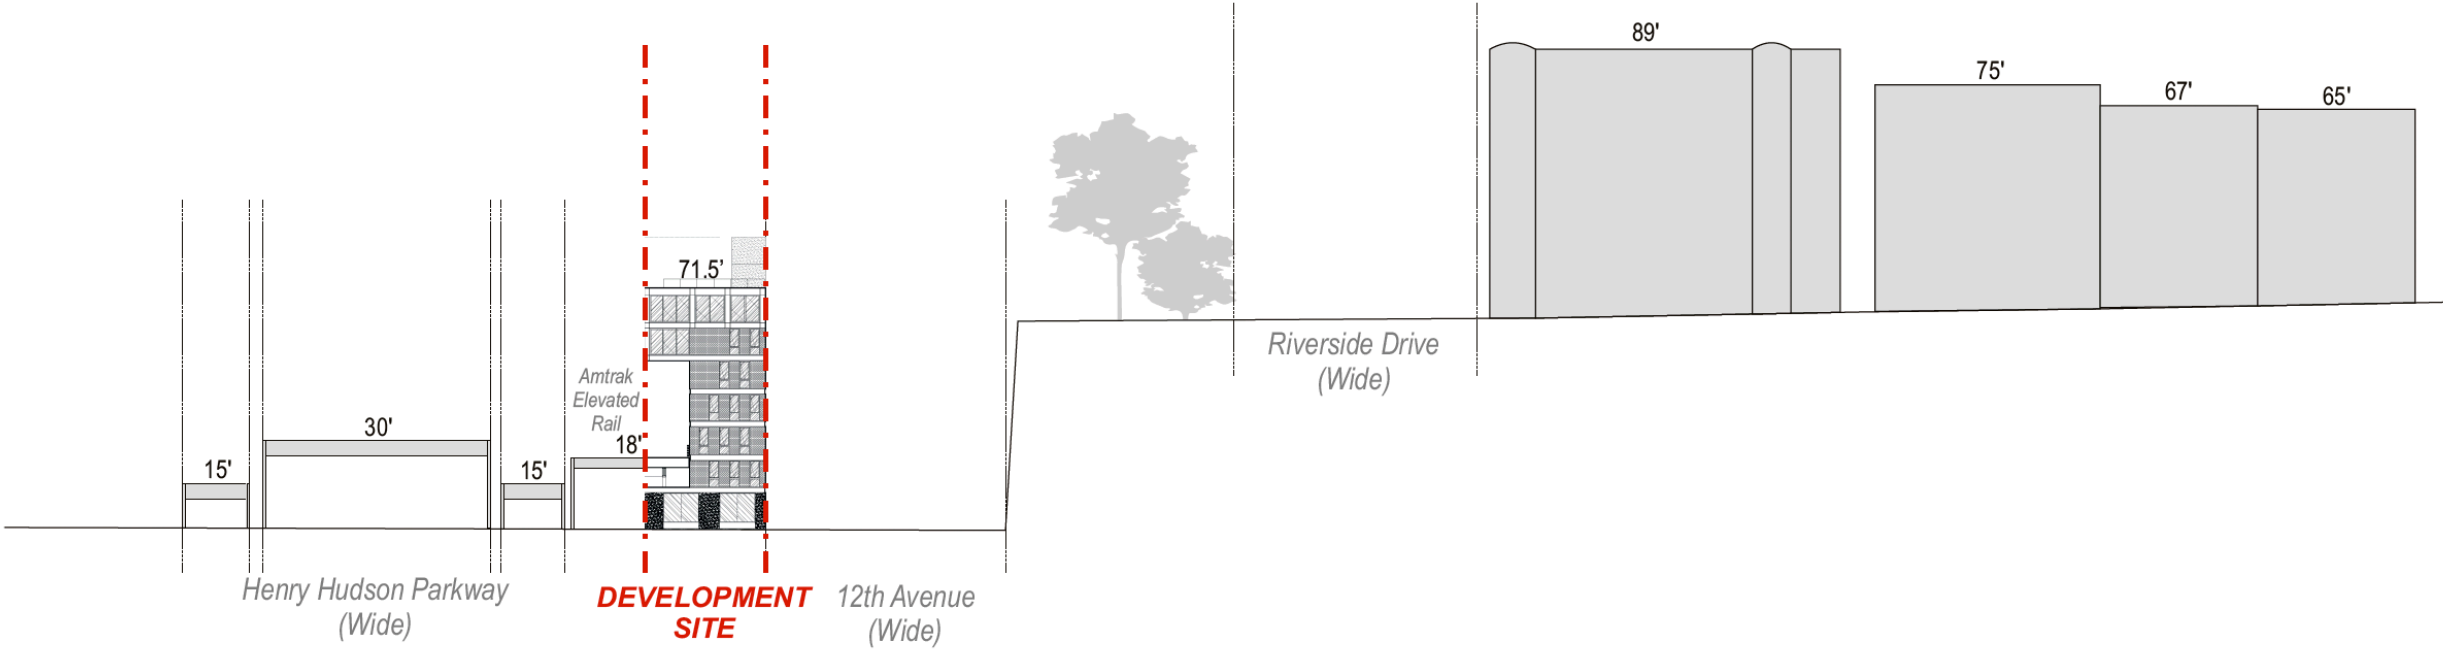 89'
75'
67'
65'
71.5’
Riverside Drive
(Wide)
Amtrak
Elevated
Rail
18'
30'
15'
15'
Henry Hudson Parkway
(Wide)
DEVELOPMENT
SITE
12th Avenue
(Wide)